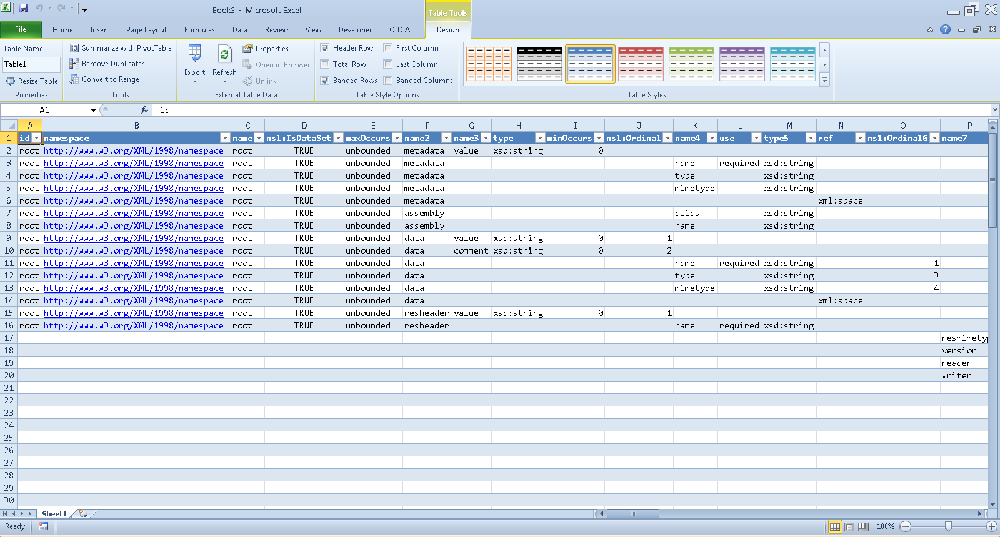 Book3 - Microsoft Excel
Table Tools
File Home Insert Page Layout Formulas Data Review View Developer OffCAT Design
Table Name:
Table1
Resize Table
Properties
Summarize with PivotTable
Remove Duplicates
Convert to Range
Tools
Export
Refresh
Properties
Open in Browser
Unlink
External Table Data
Header Row
Total Row
Banded Rows
First Column
Last Column
Banded Columns
Table Style Options
Table Styles
A1 fx id
A B C D E F G H I J K L M N O P
1 id namespace name ns1:IsDataSet maxOccurs name2 name3 type minOccurs ns1:Ordinal name4 use type5 ref ns1:Ordinal6 name7
2 root http://www.w3.org/XML/1998/namespace root TRUE unbounded metadata value xsd:string 0
3 root http://www.w3.org/XML/1998/namespace root TRUE unbounded metadata name required xsd:string
4 root http://www.w3.org/XML/1998/namespace root TRUE unbounded metadata type xsd:string
5 root http://www.w3.org/XML/1998/namespace root TRUE unbounded metadata mimetype xsd:string
6 root http://www.w3.org/XML/1998/namespace root TRUE unbounded metadata xml:space
7 root http://www.w3.org/XML/1998/namespace root TRUE unbounded assembly alias xsd:string
8 root http://www.w3.org/XML/1998/namespace root TRUE unbounded assembly name xsd:string
9 root http://www.w3.org/XML/1998/namespace root TRUE unbounded data value xsd:string 0 1
10 root http://www.w3.org/XML/1998/namespace root TRUE unbounded data comment xsd:string 0 2
11 root http://www.w3.org/XML/1998/namespace root TRUE unbounded data name required xsd:string 1
12 root http://www.w3.org/XML/1998/namespace root TRUE unbounded data type xsd:string 3
13 root http://www.w3.org/XML/1998/namespace root TRUE unbounded data mimetype xsd:string 4
14 root http://www.w3.org/XML/1998/namespace root TRUE unbounded data xml:space
15 root http://www.w3.org/XML/1998/namespace root TRUE unbounded resheader value xsd:string 0 1
16 root http://www.w3.org/XML/1998/namespace root TRUE unbounded resheader name required xsd:string
17 resmimetyp
18 version
19 reader
20 writer
21
22
23
24
25
26
27
28
29
30
Sheet1
Ready 100%